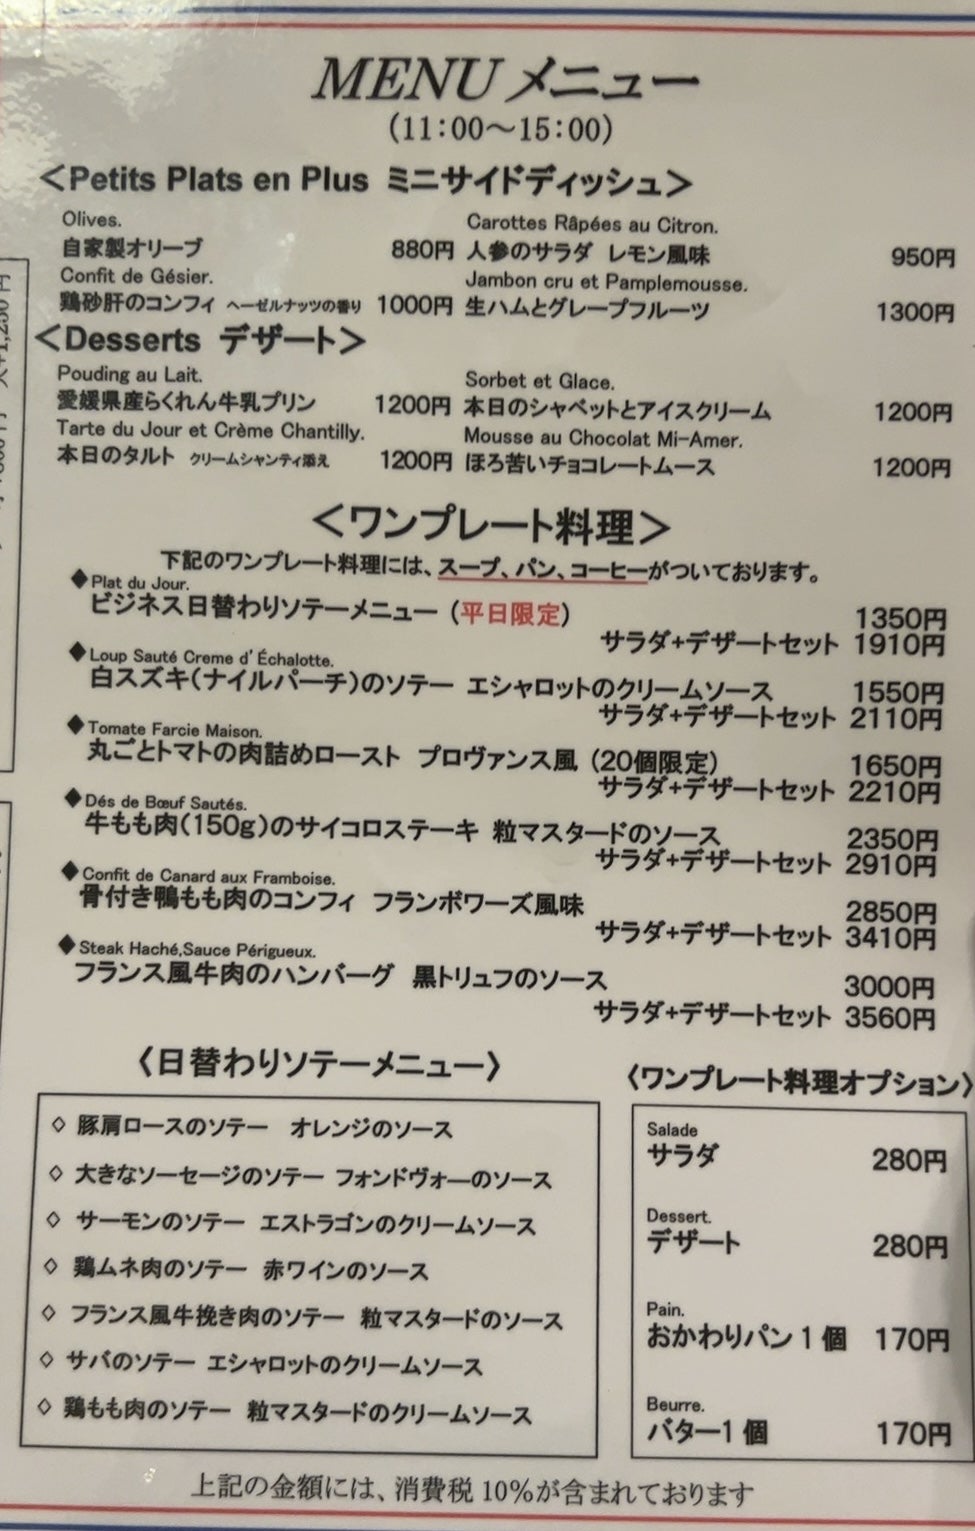 MENU メニュー
(11:00～15:00)
＜Petits Plats en Plus ミニサイドディッシュ＞
Olives.
自家製オリーブ 880円
Carottes Râpées au Citron.
人参のサラダ レモン風味 950円
Confit de Gésier.
鶏砂肝のコンフィ ヘーゼルナッツの香り 1000円
Jambon cru et Pamplemousse.
生ハムとグレープフルーツ 1300円
＜Desserts デザート＞
Pouding au Lait.
愛媛県産らくれん牛乳プリン 1200円
Sorbet et Glace.
本日のシャベットとアイスクリーム 1200円
Tarte du Jour et Crème Chantilly.
本日のタルト クリームシャンティ添え 1200円
Mousse au Chocolat Mi-Amer.
ほろ苦いチョコレートムース 1200円
＜ワンプレート料理＞
下記のワンプレート料理には、スープ、パン、コーヒーがついております。
◆Plat du Jour.
ビジネス日替わりソテーメニュー (平日限定) 1350円
サラダ+デザートセット 1910円
◆Loup Sauté Creme d'Échalotte.
白スズキ(ナイルパーチ)のソテー エシャロットのクリームソース 1550円
サラダ+デザートセット 2110円
◆Tomate Farcie Maison.
丸ごとトマトの肉詰めロースト プロヴァンス風 (20個限定) 1650円
サラダ+デザートセット 2210円
◆Dés de Bœuf Sautés.
牛もも肉(150g)のサイコロステーキ 粒マスタードのソース 2350円
サラダ+デザートセット 2910円
◆Confit de Canard aux Framboise.
骨付き鴨もも肉のコンフィ フランボワーズ風味 2850円
サラダ+デザートセット 3410円
◆Steak Haché,Sauce Périgueux.
フランス風牛肉のハンバーグ 黒トリュフのソース 3000円
サラダ+デザートセット 3560円
〈日替わりソテーメニュー〉
◇ 豚肩ロースのソテー オレンジのソース
◇ 大きなソーセージのソテー フォンドヴォーのソース
◇ サーモンのソテー エストラゴンのクリームソース
◇ 鶏ムネ肉のソテー 赤ワインのソース
◇ フランス風牛挽き肉のソテー 粒マスタードのソース
◇ サバのソテー エシャロットのクリームソース
◇ 鶏もも肉のソテー 粒マスタードのクリームソース
〈ワンプレート料理オプション〉
Salade
サラダ 280円
Dessert.
デザート 280円
Pain.
おかわりパン1個 170円
Beurre.
バター1個 170円
上記の金額には、消費税10%が含まれております